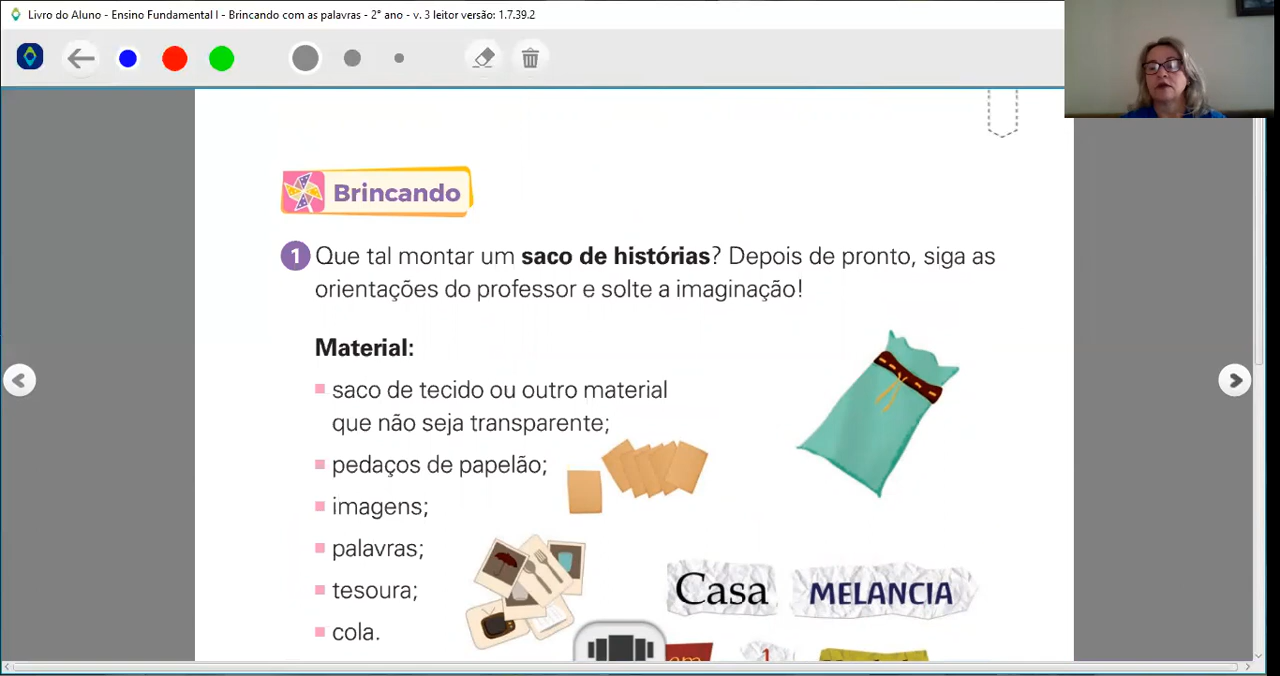 Livro do Aluno - Ensino Fundamental I - Brincando com as palavras - 2° ano - v. 3 leitor versão: 1.7.39.2
Brincando
1 Que tal montar um saco de histórias? Depois de pronto, siga as
orientações do professor e solte a imaginação!
Material:
saco de tecido ou outro material
que não seja transparente;
pedaços de papelão;
imagens;
palavras;
tesoura;
cola.
Casa MELANCIA
em